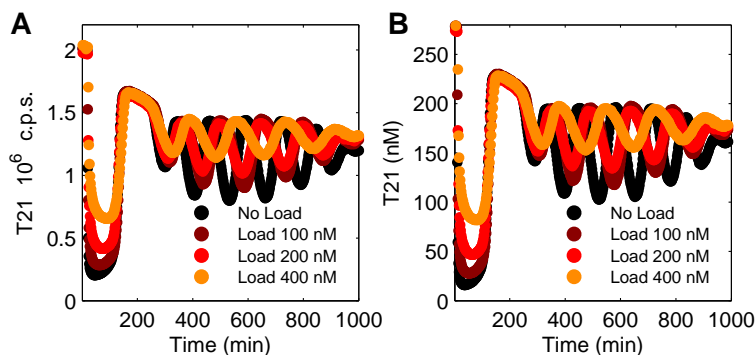 A
T21 10^6 c.p.s.
2
1.5
1
0.5
0
200 400 600 800 1000
Time (min)
No Load
Load 100 nM
Load 200 nM
Load 400 nM
B
T21 (nM)
250
200
150
100
50
0
200 400 600 800 1000
Time (min)
No Load
Load 100 nM
Load 200 nM
Load 400 nM